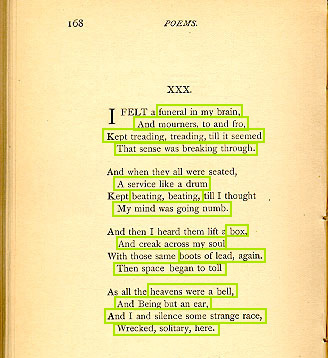 168 POEMS.
XXX.
I FELT a funeral in my brain,
And mourners, to and fro,
Kept treading, treading, till it seemed
That sense was breaking through.
And when they all were seated,
A service like a drum
Kept beating, beating, till I thought
My mind was going numb.
And then I heard them lift a box,
And creak across my soul
With those same boots of lead, again.
Then space began to toll
As all the heavens were a bell,
And Being but an ear,
And I and silence some strange race,
Wrecked, solitary, here.